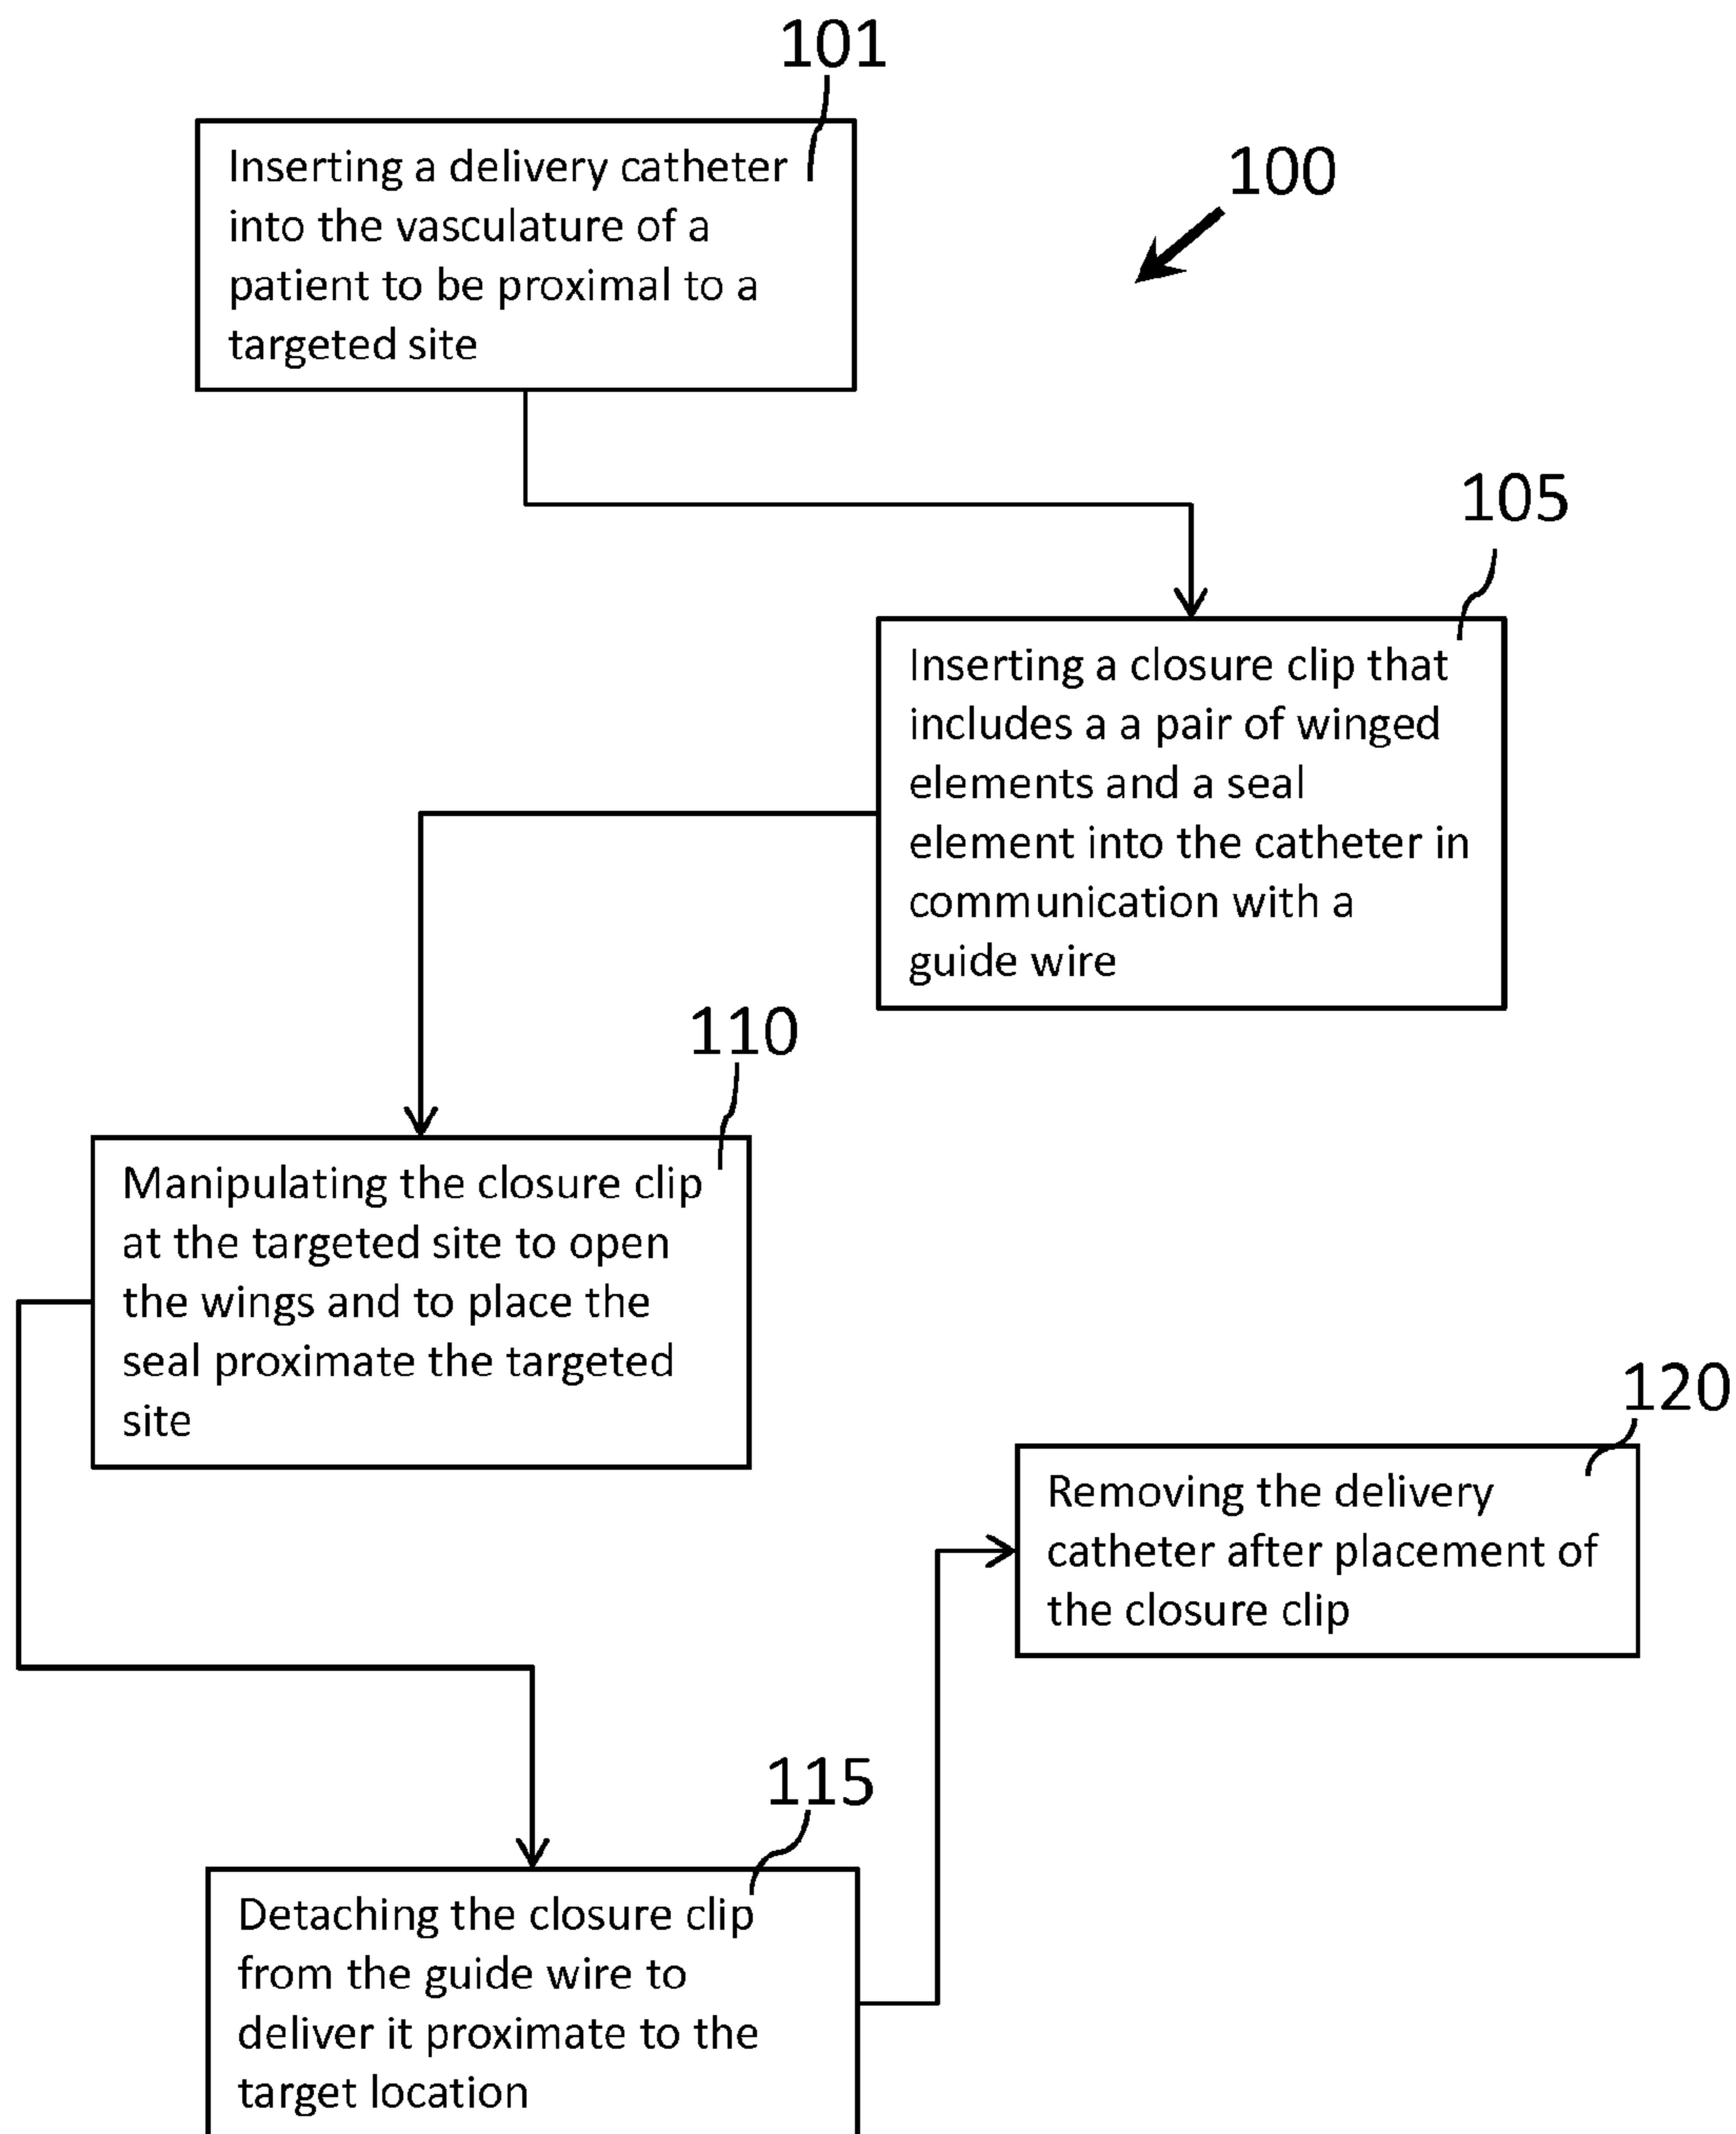 101
Inserting a delivery catheter
into the vasculature of a
patient to be proximal to a
targeted site
100
105
Inserting a closure clip that
includes a a pair of winged
elements and a seal
element into the catheter in
communication with a
guide wire
110
Manipulating the closure clip
at the targeted site to open
the wings and to place the
seal proximate the targeted
site
120
Removing the delivery
catheter after placement of
the closure clip
115
Detaching the closure clip
from the guide wire to
deliver it proximate to the
target location